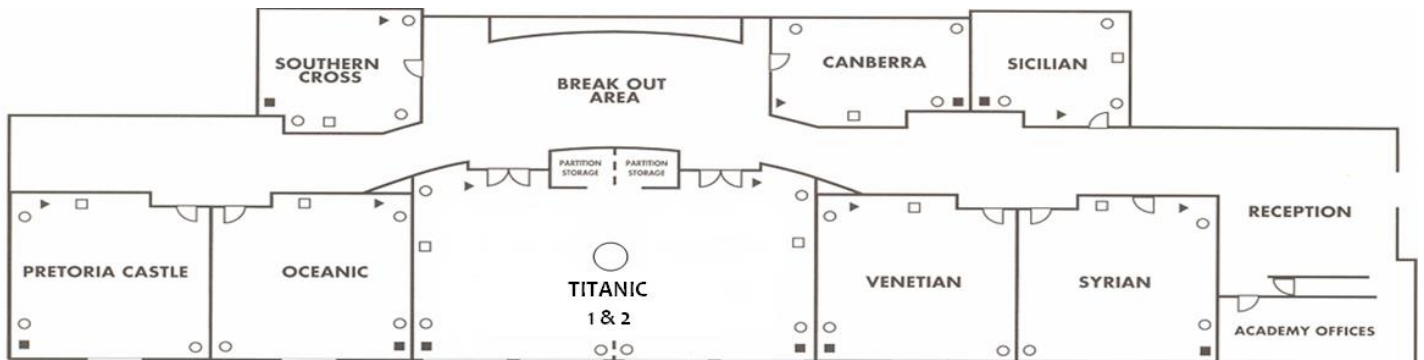 SOUTHERN
CROSS
BREAK OUT
AREA
CANBERRA
SICILIAN
PARTITION
STORAGE
PARTITION
STORAGE
PRETORIA CASTLE
OCEANIC
TITANIC
1 & 2
VENETIAN
SYRIAN
RECEPTION
ACADEMY OFFICES